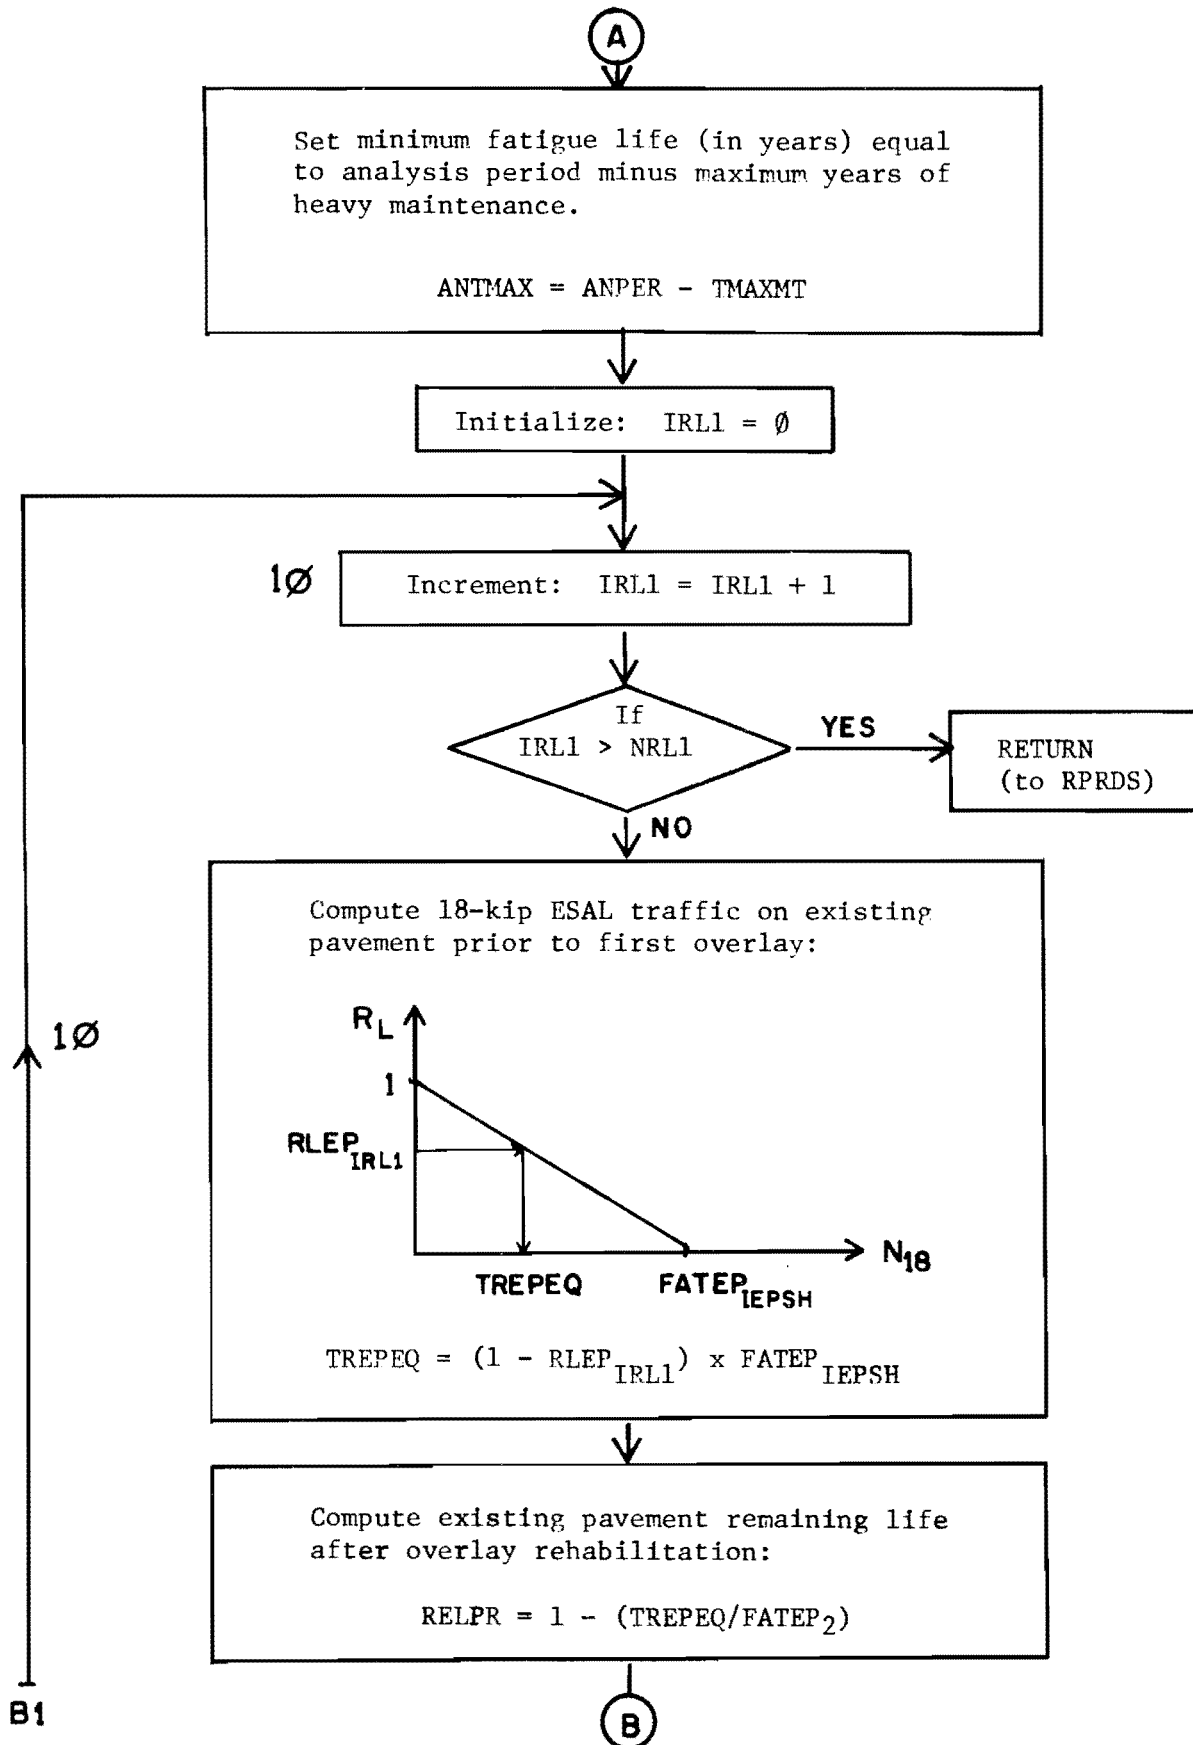 A
Set minimum fatigue life (in years) equal
to analysis period minus maximum years of
heavy maintenance.
ANTMAX = ANPER - TMAXMT
Initialize: IRL1 = Ø
1Ø
Increment: IRL1 = IRL1 + 1
If
IRL1 > NRL1
YES
RETURN
(to RPRDS)
NO
Compute 18-kip ESAL traffic on existing
pavement prior to first overlay:
1Ø
R_L
1
RLEP_IRL1
N_18
TREPEQ
FATEP_IEPSH
TREPEQ = (1 - RLEP_IRL1) x FATEP_IEPSH
Compute existing pavement remaining life
after overlay rehabilitation:
RELPR = 1 - (TREPEQ/FATEP_2)
B1
B